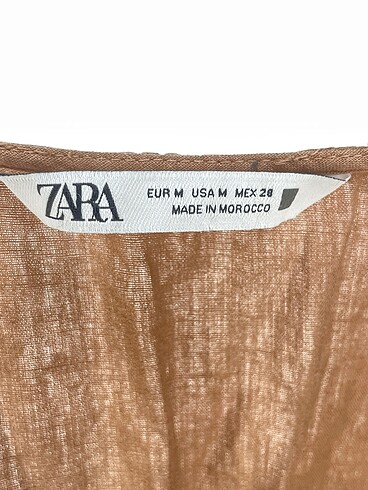 ZARA
EUR M USA M MEX 28
MADE IN MOROCCO